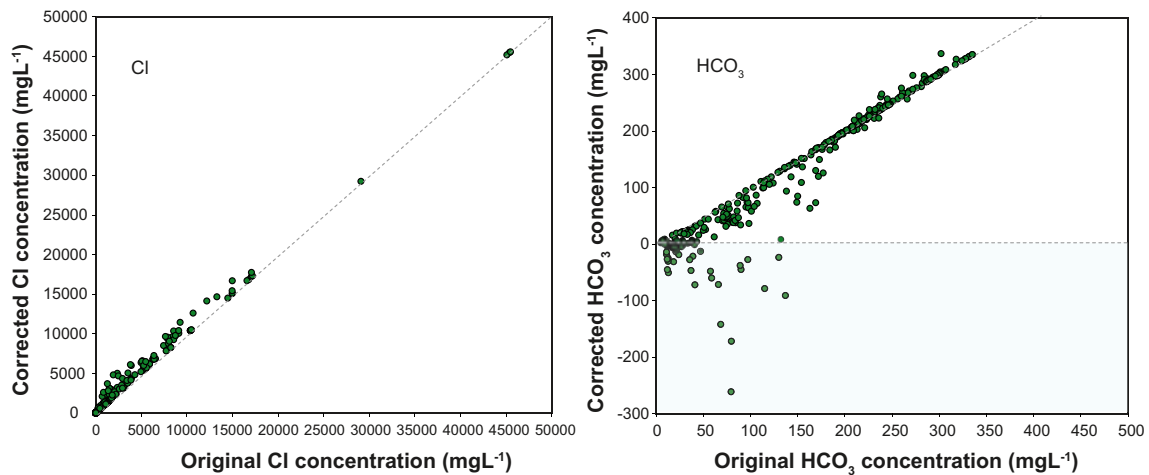 50000
45000
40000
35000
30000
25000
20000
15000
10000
5000
0
Corrected Cl concentration (mgL-1)
Cl
0 5000 10000 15000 20000 25000 30000 35000 40000 45000 50000
Original Cl concentration (mgL-1)
400
300
200
100
0
-100
-200
-300
Corrected HCO3 concentration (mgL-1)
HCO3
0 50 100 150 200 250 300 350 400 450 500
Original HCO3 concentration (mgL-1)